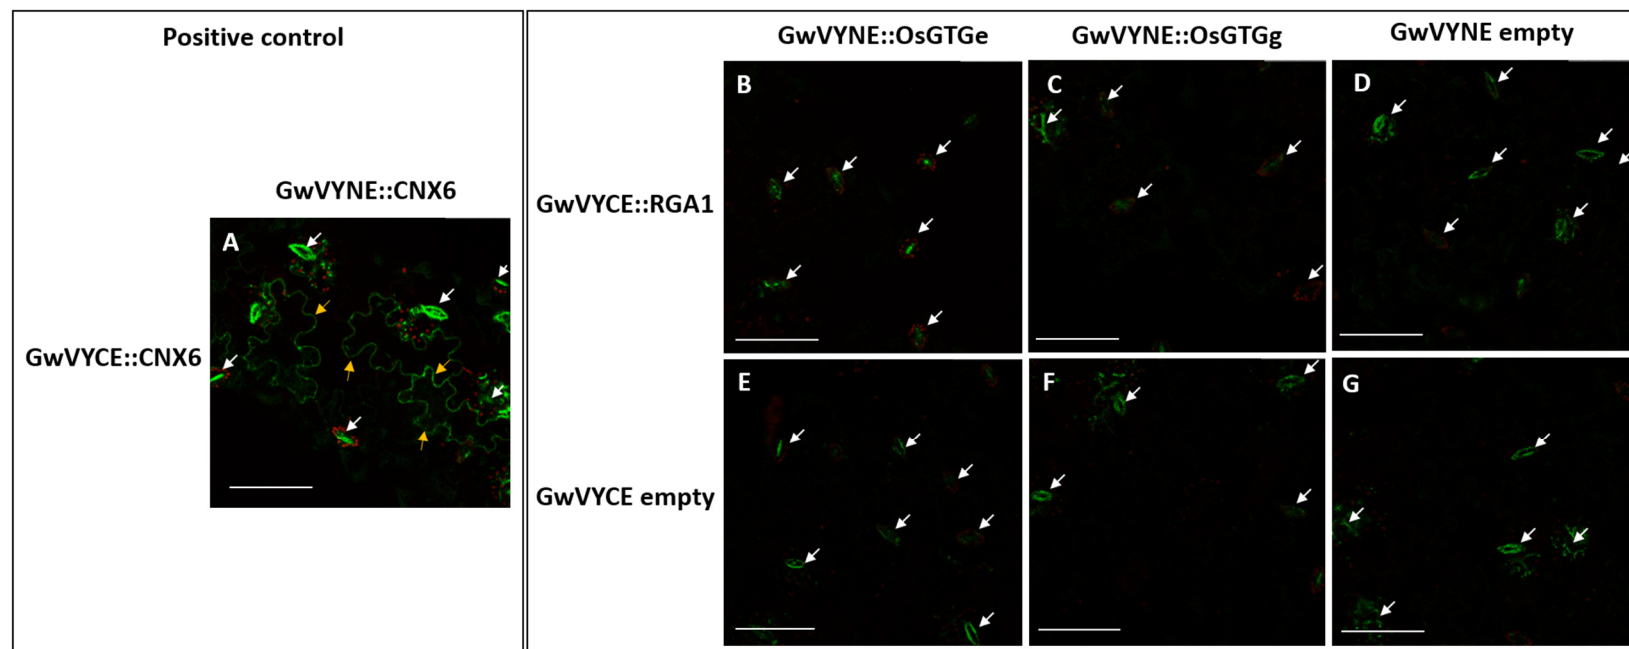 Positive control
GwVYNE::CNX6
GwVYCE::CNX6
A
GwVYNE::OsGTGe
GwVYNE::OsGTGg
GwVYNE empty
GwVYCE::RGA1
B
C
D
GwVYCE empty
E
F
G